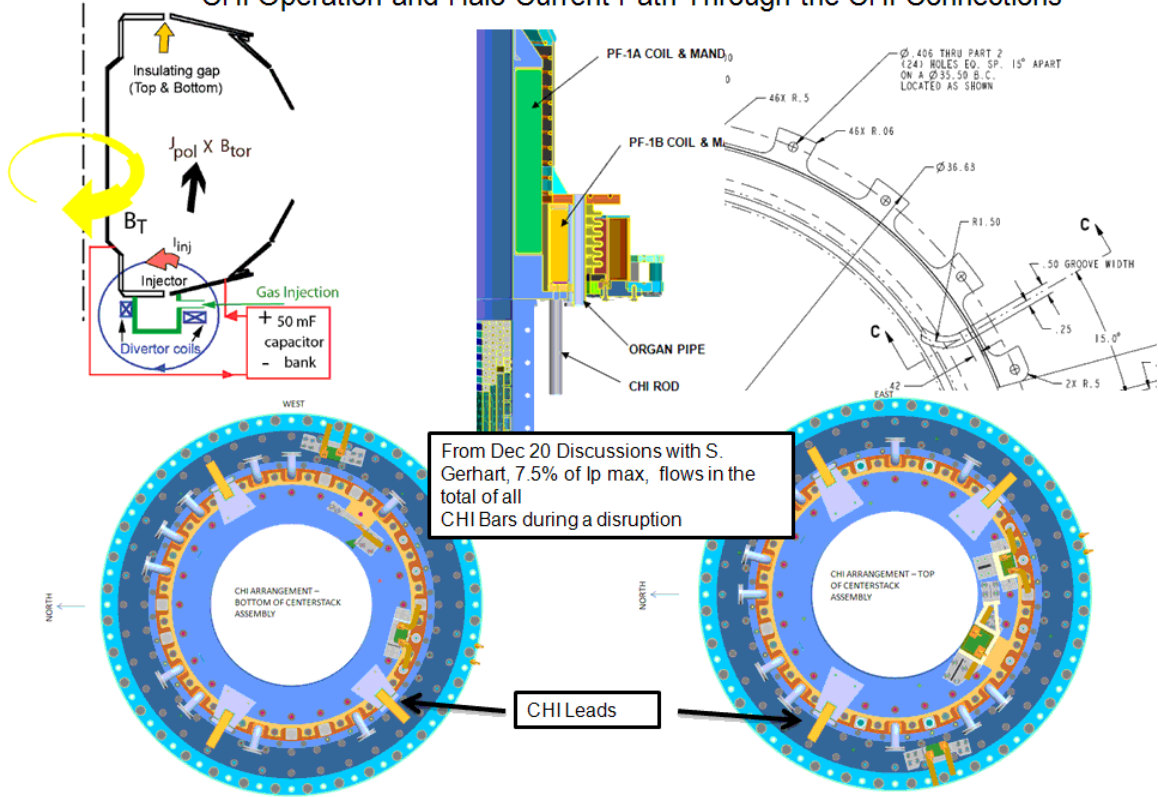 CHI Operation and Halo Current Path Through the CHI Connections
Insulating gap
(Top & Bottom)
Jpol X Btor
BT
Iinj
Injector
Gas Injection
+ 50 mF
capacitor
- bank
Divertor coils
PF-1A COIL & MAND
PF-1B COIL & M
ORGAN PIPE
CHI ROD
Ø.406 THRU PART 2
(24) HOLES EQ. SP. 15° APART
ON A Ø35.50 B.C.
LOCATED AS SHOWN
46X R.5
46X R.06
Ø36.63
R1.50
C
.50 GROOVE WIDTH
.25
C
15.0°
.42
2X R.5
WEST
EAST
From Dec 20 Discussions with S.
Gerhart, 7.5% of Ip max, flows in the
total of all
CHI Bars during a disruption
NORTH
CHI ARRANGEMENT –
BOTTOM OF CENTERSTACK
ASSEMBLY
NORTH
CHI ARRANGEMENT – TOP
OF CENTERSTACK
ASSEMBLY
CHI Leads